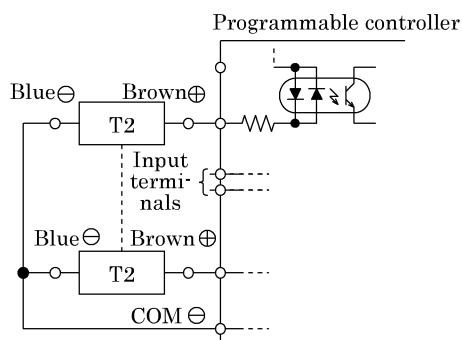 Programmable controller
Blue⊖ Brown⊕
T2
Input
termi-
nals
Blue⊖ Brown⊕
T2
COM ⊖